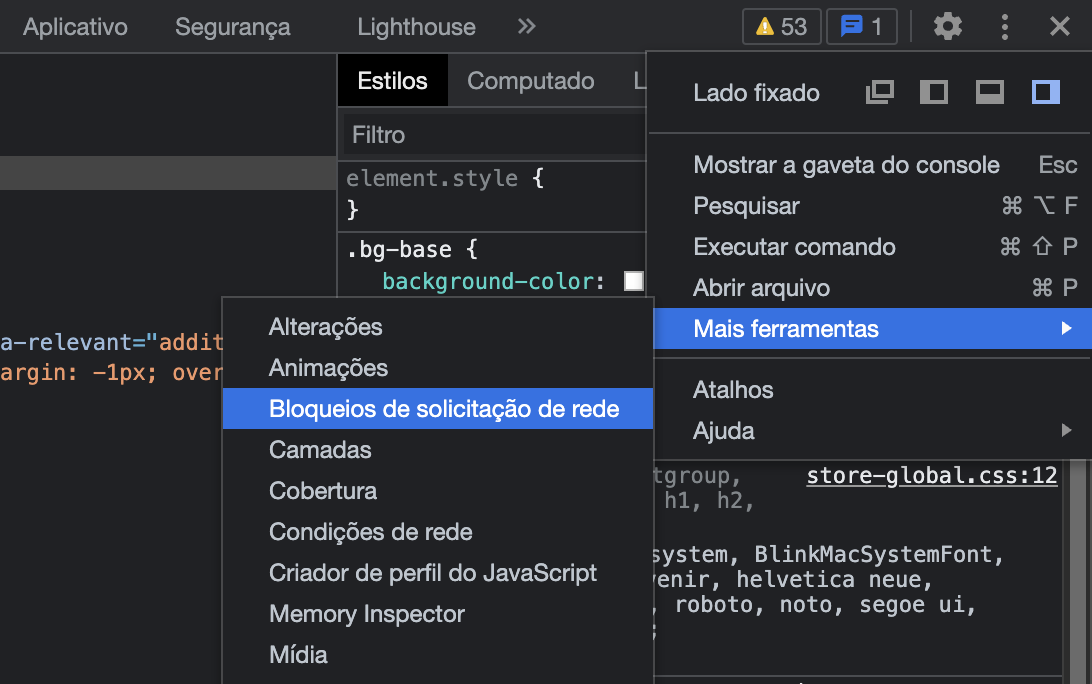 Aplicativo Segurança Lighthouse » 53 1
Estilos Computado L
Filtro
element.style {
}
.bg-base {
background-color:
a-relevant="addit
argin: -1px; over
Lado fixado
Mostrar a gaveta do console Esc
Pesquisar ⌘ ⌥ F
Executar comando ⌘ ⇧ P
Abrir arquivo ⌘ P
Mais ferramentas
Atalhos
Ajuda
Alterações
Animações
Bloqueios de solicitação de rede
Camadas
Cobertura
Condições de rede
Criador de perfil do JavaScript
Memory Inspector
Mídia
tgroup, store-global.css:12
h1, h2,
system, BlinkMacSystemFont,
venir, helvetica neue,
, roboto, noto, segoe ui,
;